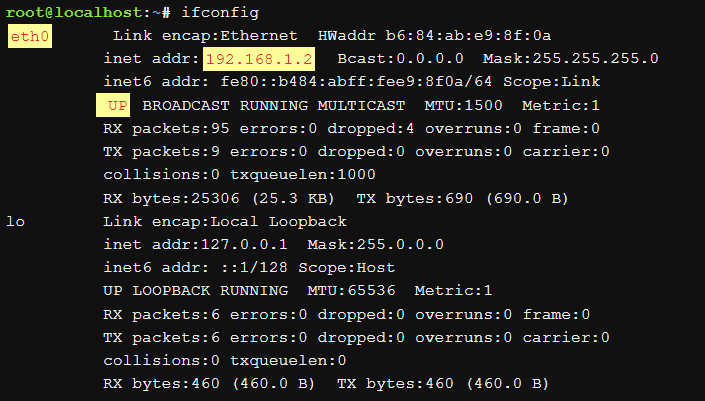 root@localhost:~# ifconfig
eth0 Link encap:Ethernet HWaddr b6:84:ab:e9:8f:0a
inet addr:192.168.1.2 Bcast:0.0.0.0 Mask:255.255.255.0
inet6 addr: fe80::b484:abff:fee9:8f0a/64 Scope:Link
UP BROADCAST RUNNING MULTICAST MTU:1500 Metric:1
RX packets:95 errors:0 dropped:4 overruns:0 frame:0
TX packets:9 errors:0 dropped:0 overruns:0 carrier:0
collisions:0 txqueuelen:1000
RX bytes:25306 (25.3 KB) TX bytes:690 (690.0 B)
lo Link encap:Local Loopback
inet addr:127.0.0.1 Mask:255.0.0.0
inet6 addr: ::1/128 Scope:Host
UP LOOPBACK RUNNING MTU:65536 Metric:1
RX packets:6 errors:0 dropped:0 overruns:0 frame:0
TX packets:6 errors:0 dropped:0 overruns:0 carrier:0
collisions:0 txqueuelen:0
RX bytes:460 (460.0 B) TX bytes:460 (460.0 B)